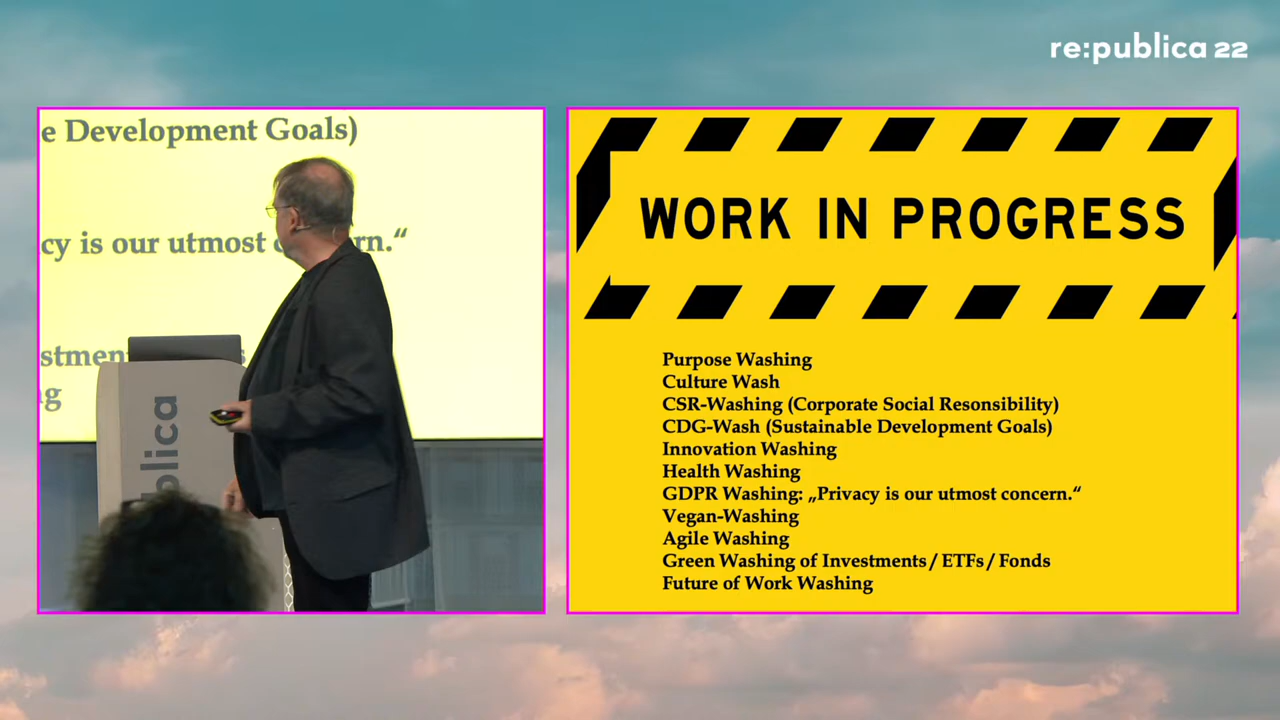 re:publica 22
e Development Goals)
cy is our utmost rn.“
stmen s
g
blica
WORK IN PROGRESS
Purpose Washing
Culture Wash
CSR-Washing (Corporate Social Resonsibility)
CDG-Wash (Sustainable Development Goals)
Innovation Washing
Health Washing
GDPR Washing: „Privacy is our utmost concern.“
Vegan-Washing
Agile Washing
Green Washing of Investments / ETFs / Fonds
Future of Work Washing